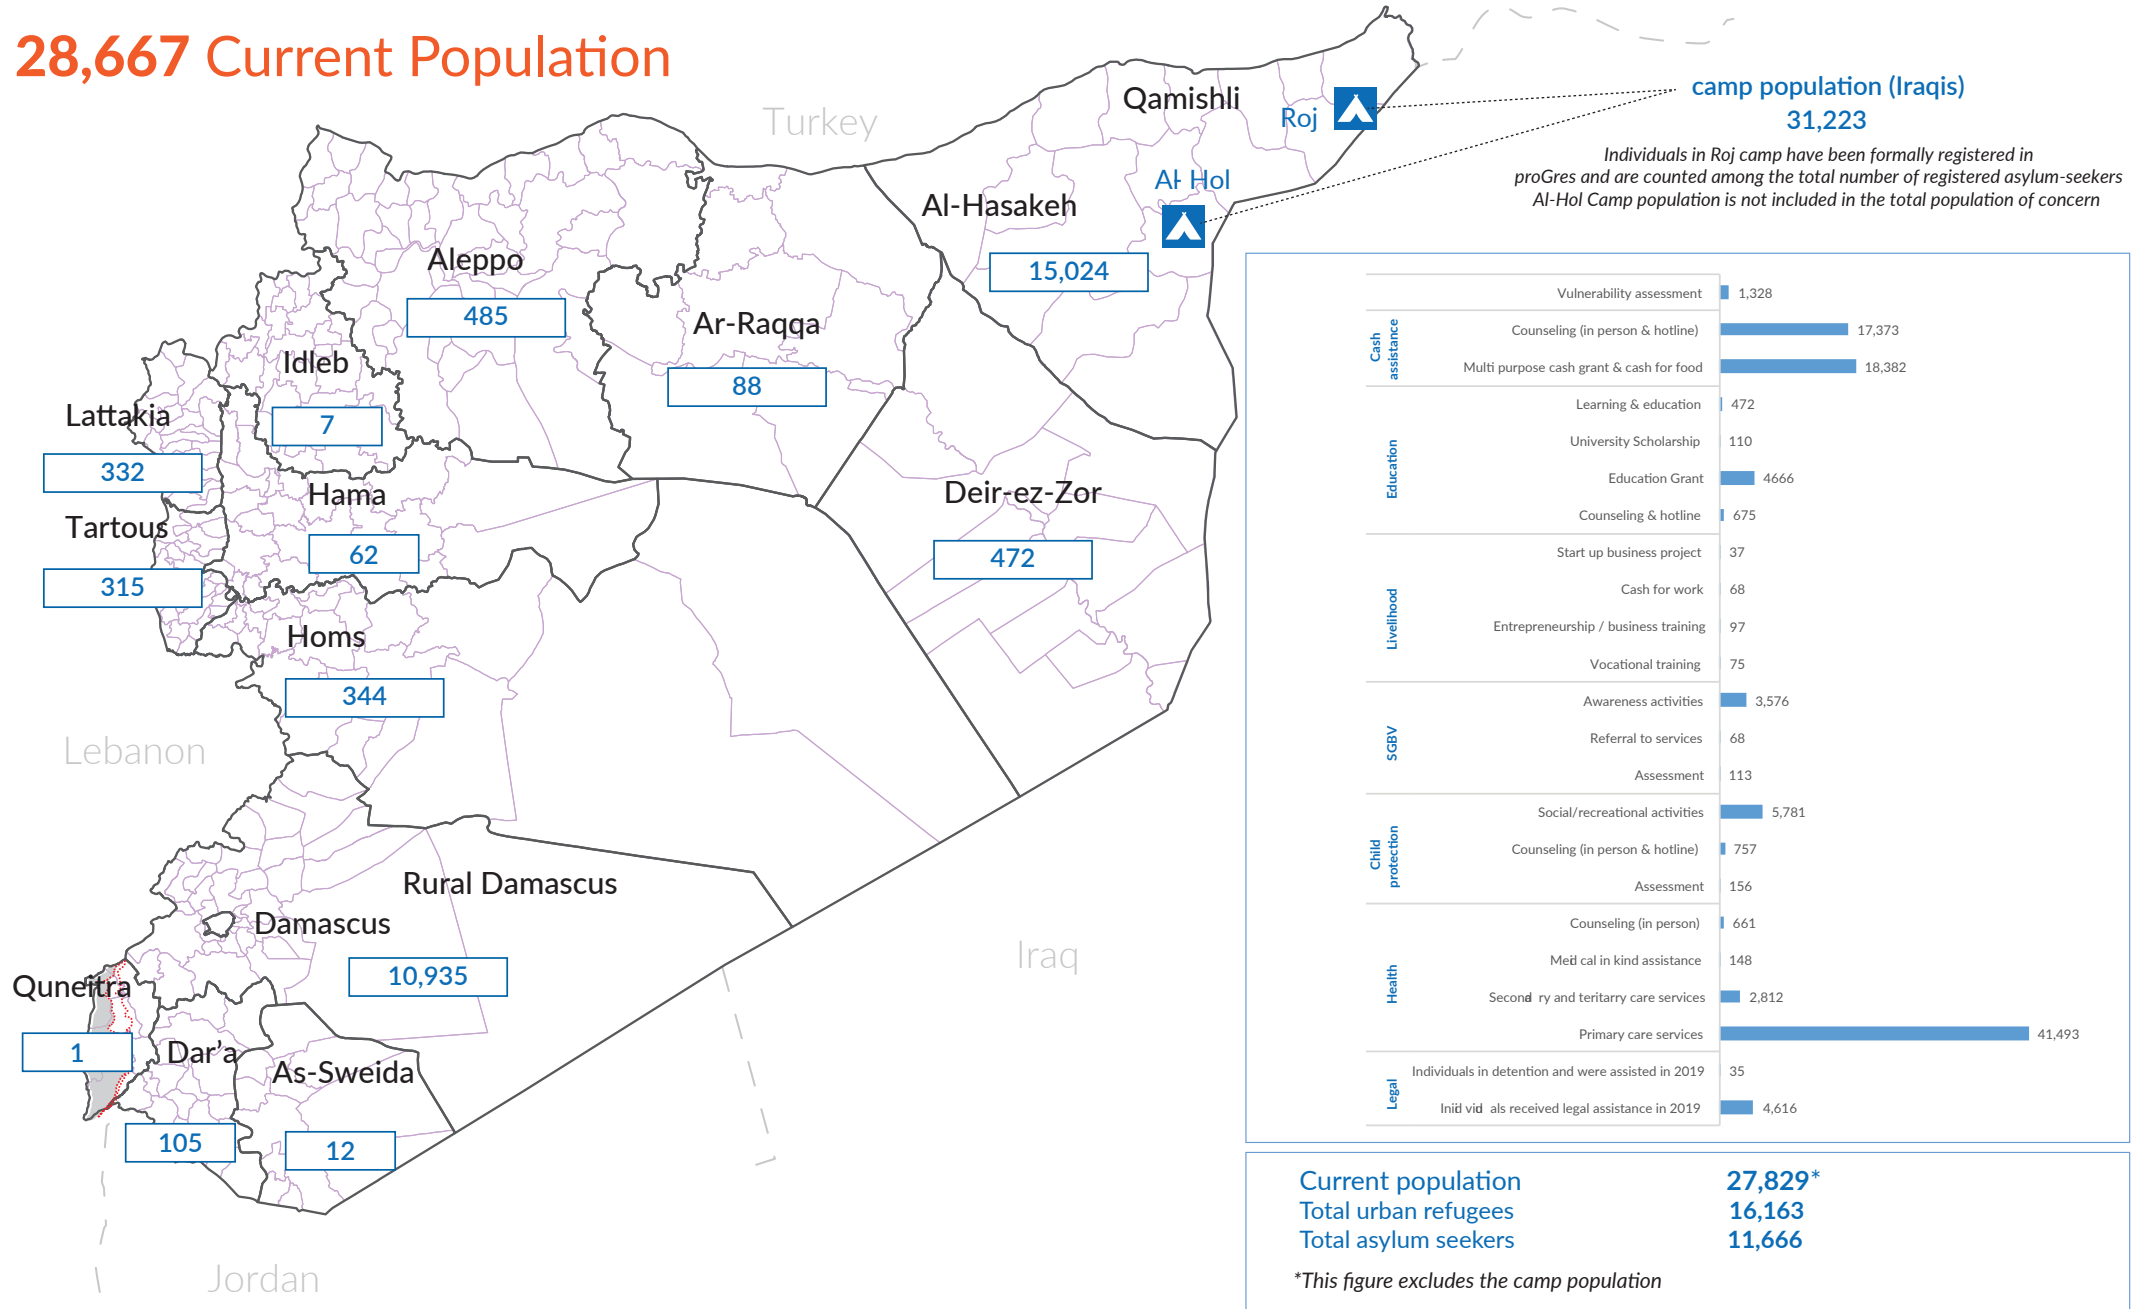 28,667 Current Population
Turkey
Qamishli
Roj
Al-Hol
camp population (Iraqis)
31,223
Individuals in Roj camp have been formally registered in
proGres and are counted among the total number of registered asylum-seekers
Al-Hol Camp population is not included in the total population of concern
Al-Hasakeh
15,024
Aleppo
485
Ar-Raqqa
88
Idleb
7
Lattakia
332
Hama
62
Tartous
315
Deir-ez-Zor
472
Homs
344
Lebanon
Rural Damascus
Damascus
10,935
Iraq
Quneitra
1
Dar’a
105
As-Sweida
12
Jordan
Vulnerability assessment 1,328
Cash
assistance
Counseling (in person & hotline) 17,373
Multi purpose cash grant & cash for food 18,382
Education
Learning & education 472
University Scholarship 110
Education Grant 4666
Counseling & hotline 675
Livelihood
Start up business project 37
Cash for work 68
Entrepreneurship / business training 97
Vocational training 75
SGBV
Awareness activities 3,576
Referral to services 68
Assessment 113
Child
protection
Social/recreational activities 5,781
Counseling (in person & hotline) 757
Assessment 156
Health
Counseling (in person) 661
Medical in kind assistance 148
Secondary and teritarry care services 2,812
Primary care services 41,493
Legal
Individuals in detention and were assisted in 2019 35
Inidviduals received legal assistance in 2019 4,616
Current population 27,829*
Total urban refugees 16,163
Total asylum seekers 11,666
*This figure excludes the camp population